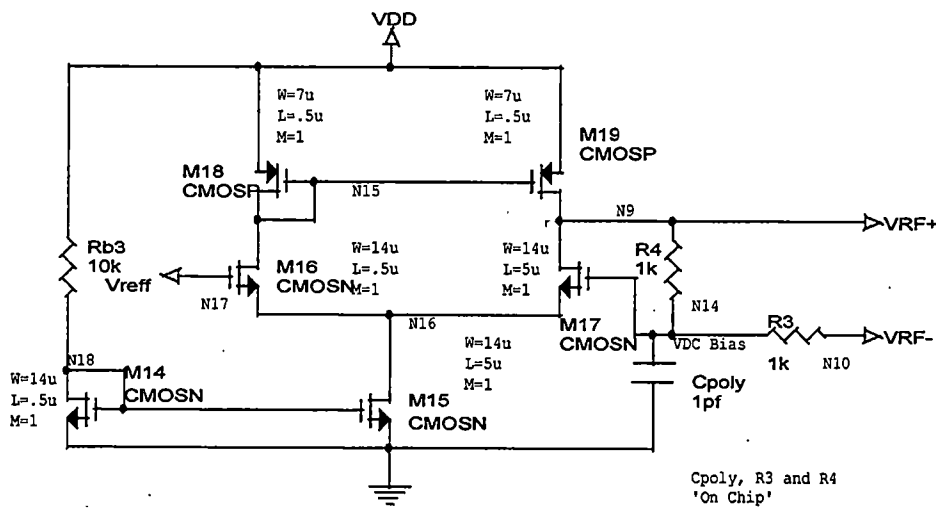 VDD
W=7u
L=.5u
M=1
W=7u
L=.5u
M=1
M19
CMOSP
M18
CMOSP
N15
r
N9
VRF+
Rb3
10k
Vreff
N17
M16
CMOSN
W=14u
L=.5u
M=1
W=14u
L=5u
M=1
R4
1k
N14
N16
M17
CMOSN
VDC Bias
R3
1k
N10
VRF-
N18
W=14u
L=.5u
M=1
M14
CMOSN
W=14u
L=5u
M=1
M15
CMOSN
Cpoly
1pf
Cpoly, R3 and R4
'On Chip'